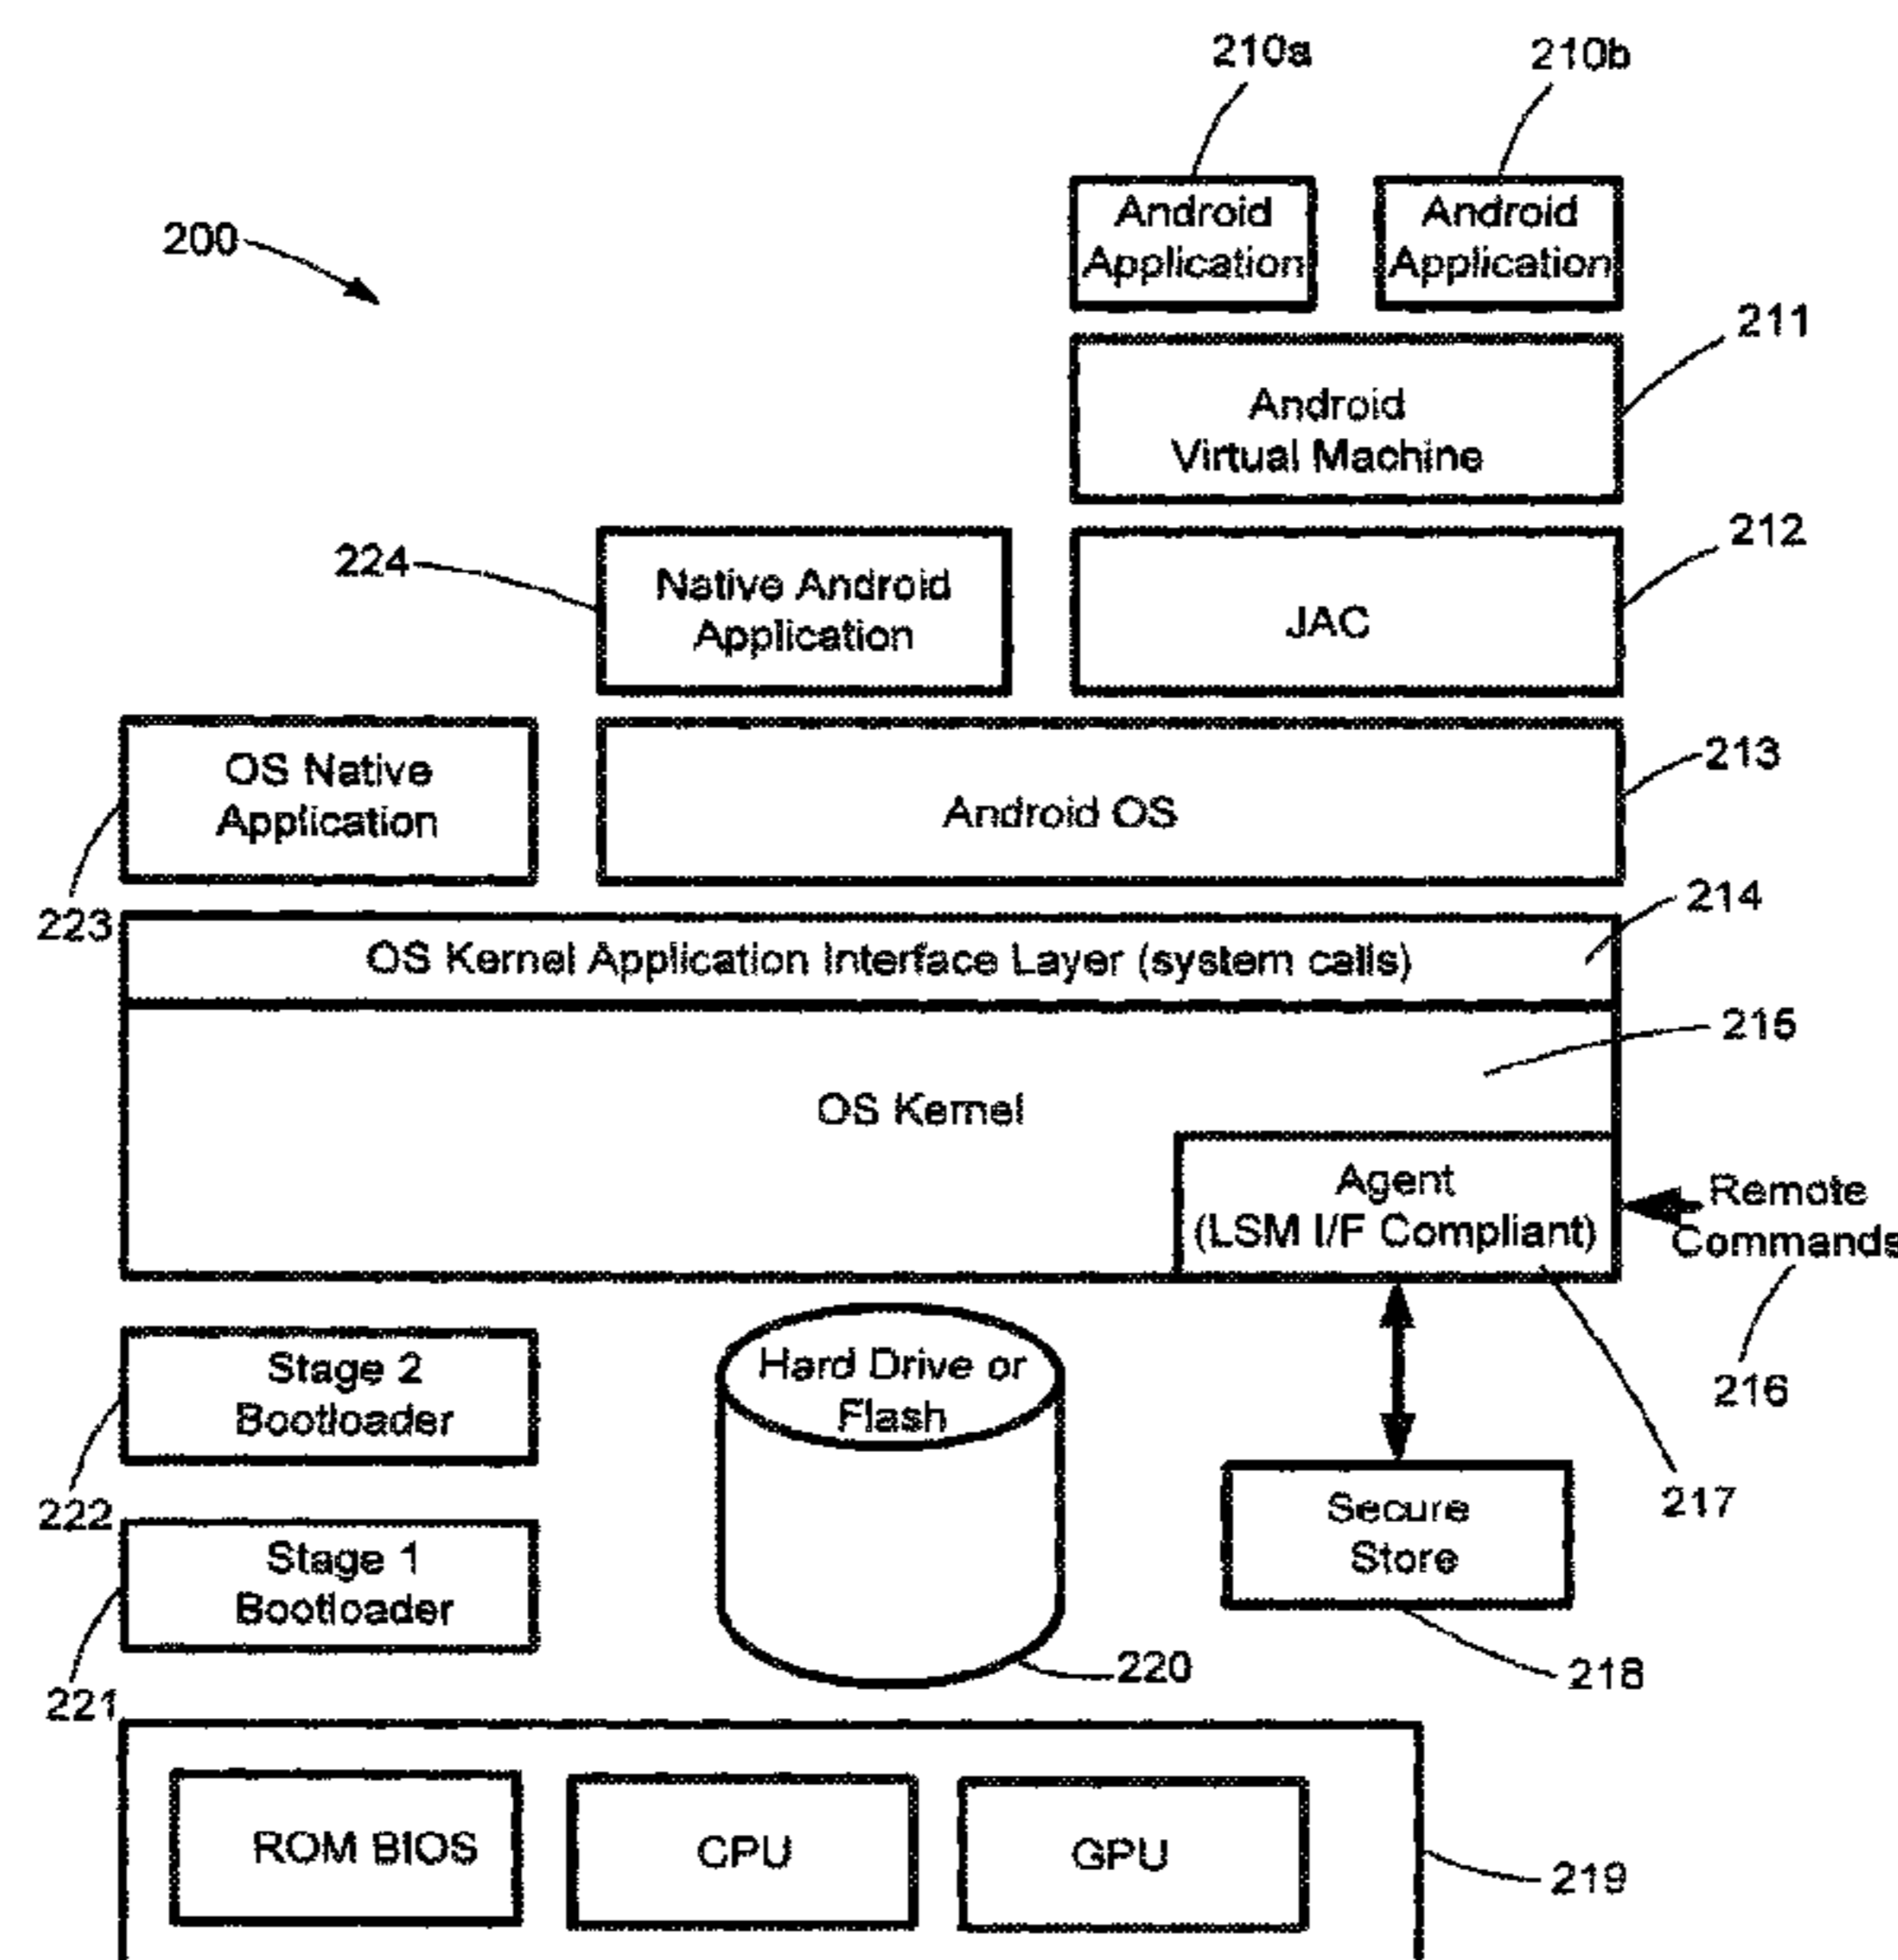 210a
210b
200
Android
Application
Android
Application
211
Android
Virtual Machine
212
224
Native Android
Application
JAC
OS Native
Application
213
Android OS
223
214
OS Kernel Application Interface Layer (system calls)
215
OS Kernel
Agent
(LSM I/F Compliant)
Remote
Commands
216
Stage 2
Bootloader
Hard Drive or
Flash
222
217
Secure
Store
Stage 1
Bootloader
220
218
221
ROM BIOS
CPU
GPU
219